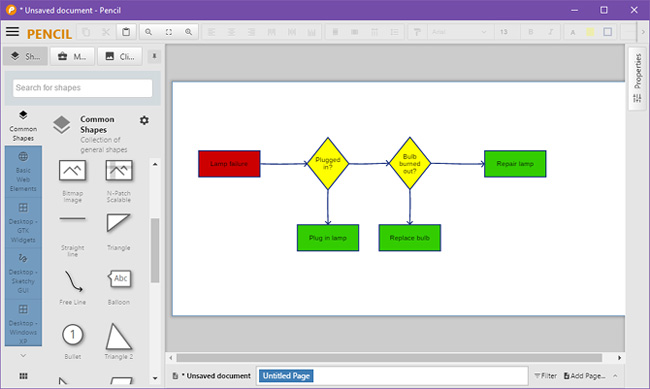 * Unsaved document - Pencil
PENCIL
Arial
13
Sh...
M...
Cli...
Search for shapes
Common
Shapes
Basic
Web
Elements
Desktop -
GTK
Widgets
Desktop -
Sketchy
GUI
Desktop -
Windows
XP
Common
Shapes
Collection of
general shapes
Bitmap
Image
N-Patch
Scalable
Straight
line
Triangle
Free Line
Abc
Balloon
1
Bullet
Triangle 2
Lamp failure
Plugged
in?
Bulb
burned
out?
Repair lamp
Plug in lamp
Replace bulb
Properties
* Unsaved document
Untitled Page
Filter
Add Page...